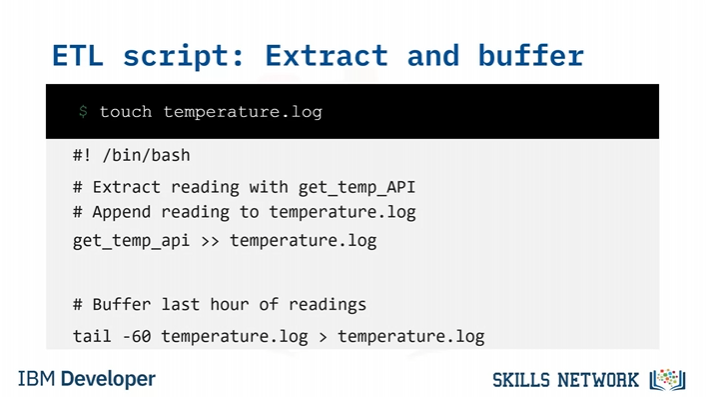 ETL script: Extract and buffer
$ touch temperature.log
#! /bin/bash
# Extract reading with get_temp_API
# Append reading to temperature.log
get_temp_api >> temperature.log
# Buffer last hour of readings
tail -60 temperature.log > temperature.log
IBM Developer
SKILLS NETWORK